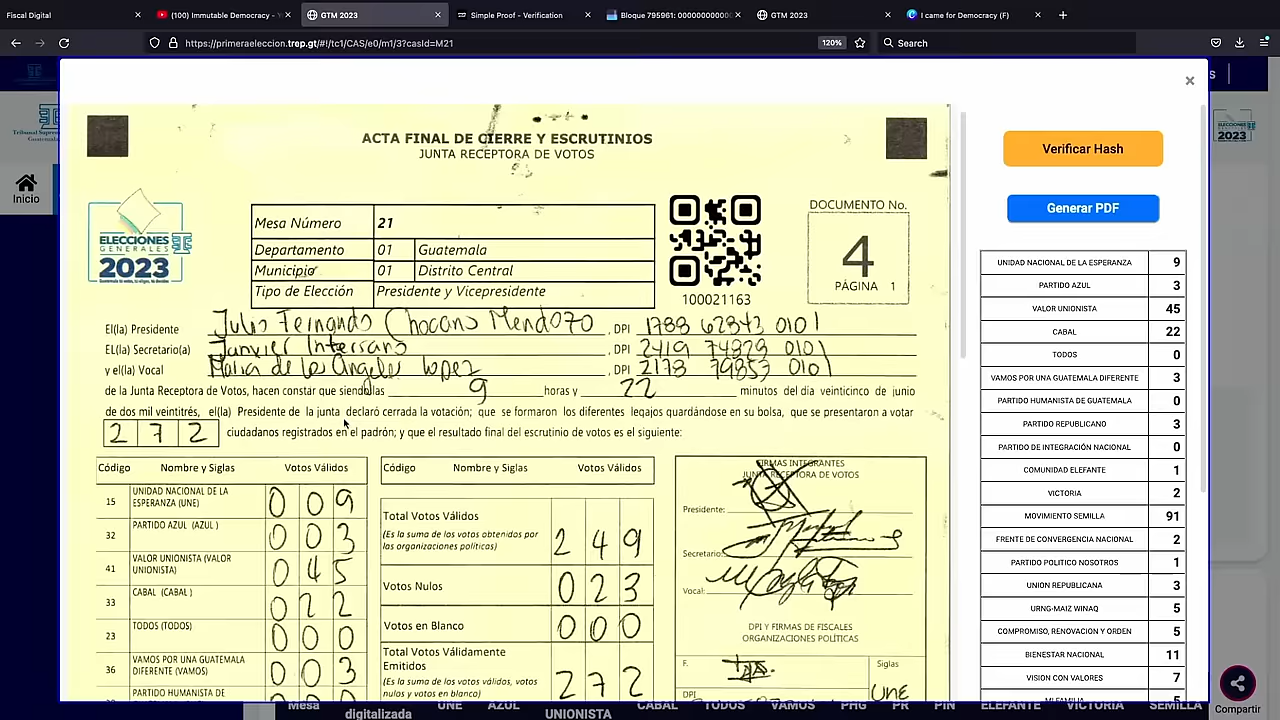 Fiscal Digital
(100) Immutable Democracy -
GTM 2023
Simple Proof - Verification
Bloque 795961: 0000000000
GTM 2023
I came for Democracy (F)
https://primeraeleccion.trep.gt/#!/tc1/CAS/e0/m1/3?casId=M21
120%
Search
Inicio
ACTA FINAL DE CIERRE Y ESCRUTINIOS
JUNTA RECEPTORA DE VOTOS
ELECCIONES
GENERALES
2023
Mesa Número 21
Departamento 01 Guatemala
Municipio 01 Distrito Central
Tipo de Elección Presidente y Vicepresidente
100021163
DOCUMENTO No.
4
PÁGINA 1
El(la) Presidente Julio Fernando Chocano Mendozo , DPI 1788 62843 0101
EL(la) Secretario(a) Janvier Interiano , DPI 2419 74829 0101
y el(la) Vocal Maria de los Ángeles Lopez , DPI 2178 79853 0101
de la Junta Receptora de Votos, hacen constar que siendo las 9 horas y 22 minutos del día veinticinco de junio
de dos mil veintitrés, el(la) Presidente de la junta declaró cerrada la votación; que se formaron los diferentes legajos guardándose en su bolsa, que se presentaron a votar
272 ciudadanos registrados en el padrón; y que el resultado final del escrutinio de votos es el siguiente:
Código Nombre y Siglas Votos Válidos
15 UNIDAD NACIONAL DE LA ESPERANZA (UNE) 009
32 PARTIDO AZUL (AZUL ) 003
41 VALOR UNIONISTA (VALOR UNIONISTA) 045
33 CABAL (CABAL ) 022
23 TODOS (TODOS) 000
36 VAMOS POR UNA GUATEMALA DIFERENTE (VAMOS) 003
PARTIDO HUMANISTA DE
Código Nombre y Siglas Votos Válidos
Total Votos Válidos
(Es la suma de los votos obtenidos por
las organizaciones políticas) 249
Votos Nulos 023
Votos en Blanco 000
Total Votos Válidamente
Emitidos
(Es la suma de los votos válidos, votos
nulos y votos en blanco) 272
FIRMAS INTEGRANTES
JUNTA RECEPTORA DE VOTOS
Presidente:
Secretario:
Vocal:
DPI Y FIRMAS DE FISCALES
ORGANIZACIONES POLÍTICAS
F. Siglas
DPI UNE
Verificar Hash
Generar PDF
UNIDAD NACIONAL DE LA ESPERANZA 9
PARTIDO AZUL 3
VALOR UNIONISTA 45
CABAL 22
TODOS 0
VAMOS POR UNA GUATEMALA DIFERENTE 3
PARTIDO HUMANISTA DE GUATEMALA 0
PARTIDO REPUBLICANO 3
PARTIDO DE INTEGRACIÓN NACIONAL 0
COMUNIDAD ELEFANTE 1
VICTORIA 2
MOVIMIENTO SEMILLA 91
FRENTE DE CONVERGENCIA NACIONAL 2
PARTIDO POLITICO NOSOTROS 1
UNION REPUBLICANA 3
URNG-MAIZ WINAQ 5
COMPROMISO, RENOVACION Y ORDEN 5
BIENESTAR NACIONAL 11
VISION CON VALORES 7
Compartir
Mesa digitalizada UNE AZUL UNIONISTA CABAL TODOS VAMOS PHG PR PIN ELEFANTE VICTORIA SEMILLA